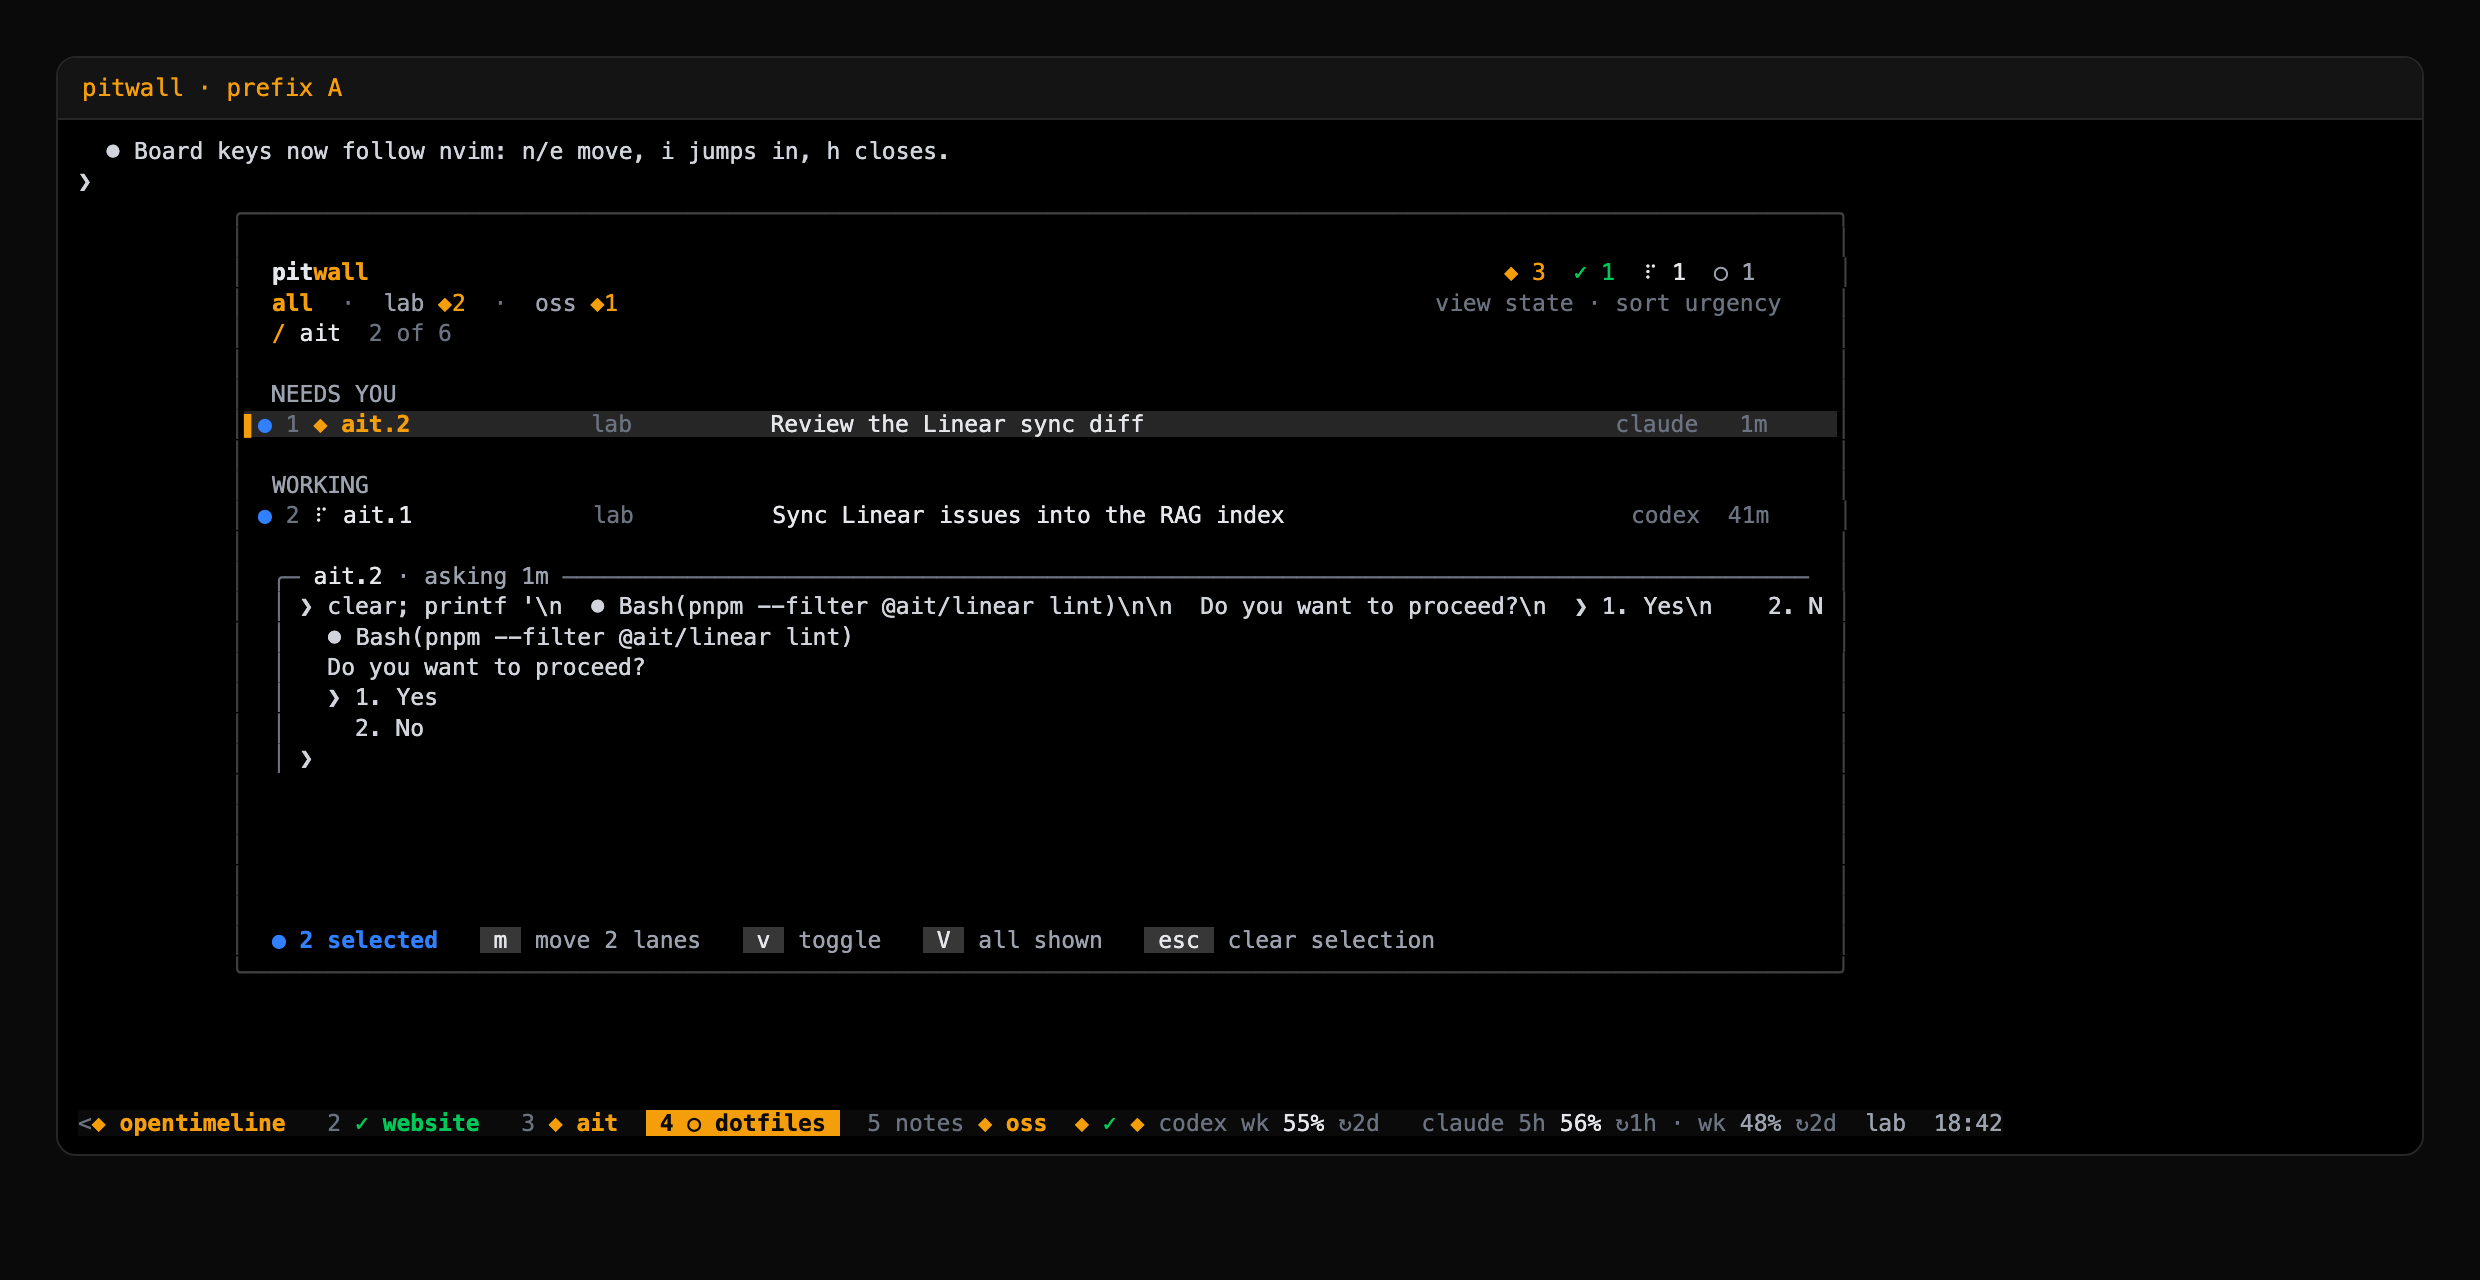 pitwall · prefix A
● Board keys now follow nvim: n/e move, i jumps in, h closes.
❯
pitwall ◆ 3 ✓ 1 ⠏ 1 ○ 1
all · lab ◆2 · oss ◆1 view state · sort urgency
/ ait 2 of 6
NEEDS YOU
● 1 ◆ ait.2 lab Review the Linear sync diff claude 1m
WORKING
● 2 ⠏ ait.1 lab Sync Linear issues into the RAG index codex 41m
ait.2 · asking 1m
❯ clear; printf '\n ● Bash(pnpm --filter @ait/linear lint)\n\n Do you want to proceed?\n ❯ 1. Yes\n 2. N
● Bash(pnpm --filter @ait/linear lint)
Do you want to proceed?
❯ 1. Yes
2. No
❯
● 2 selected m move 2 lanes v toggle V all shown esc clear selection
<◆ opentimeline 2 ✓ website 3 ◆ ait 4 ○ dotfiles 5 notes ◆ oss ◆ ✓ ◆ codex wk 55% ↻2d claude 5h 56% ↻1h · wk 48% ↻2d lab 18:42